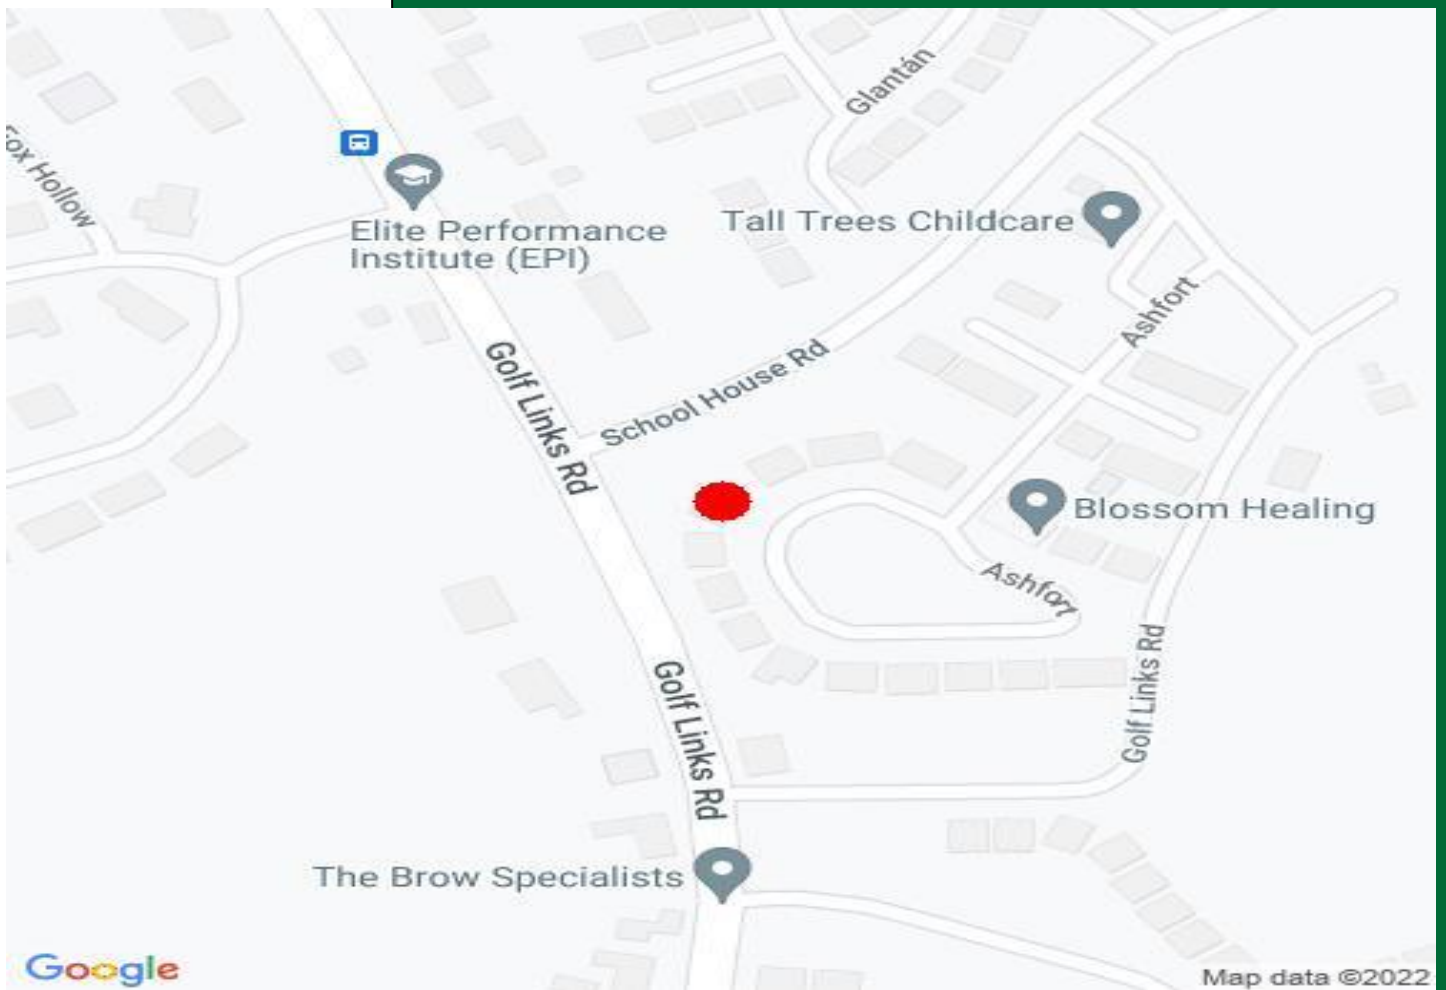 Glantán
Fox Hollow
Tall Trees Childcare
Elite Performance
Institute (EPI)
Ashfort
Golf Links Rd
School House Rd
Blossom Healing
Ashfort
Golf Links Rd
Golf Links Rd
The Brow Specialists
Google
Map data ©2022